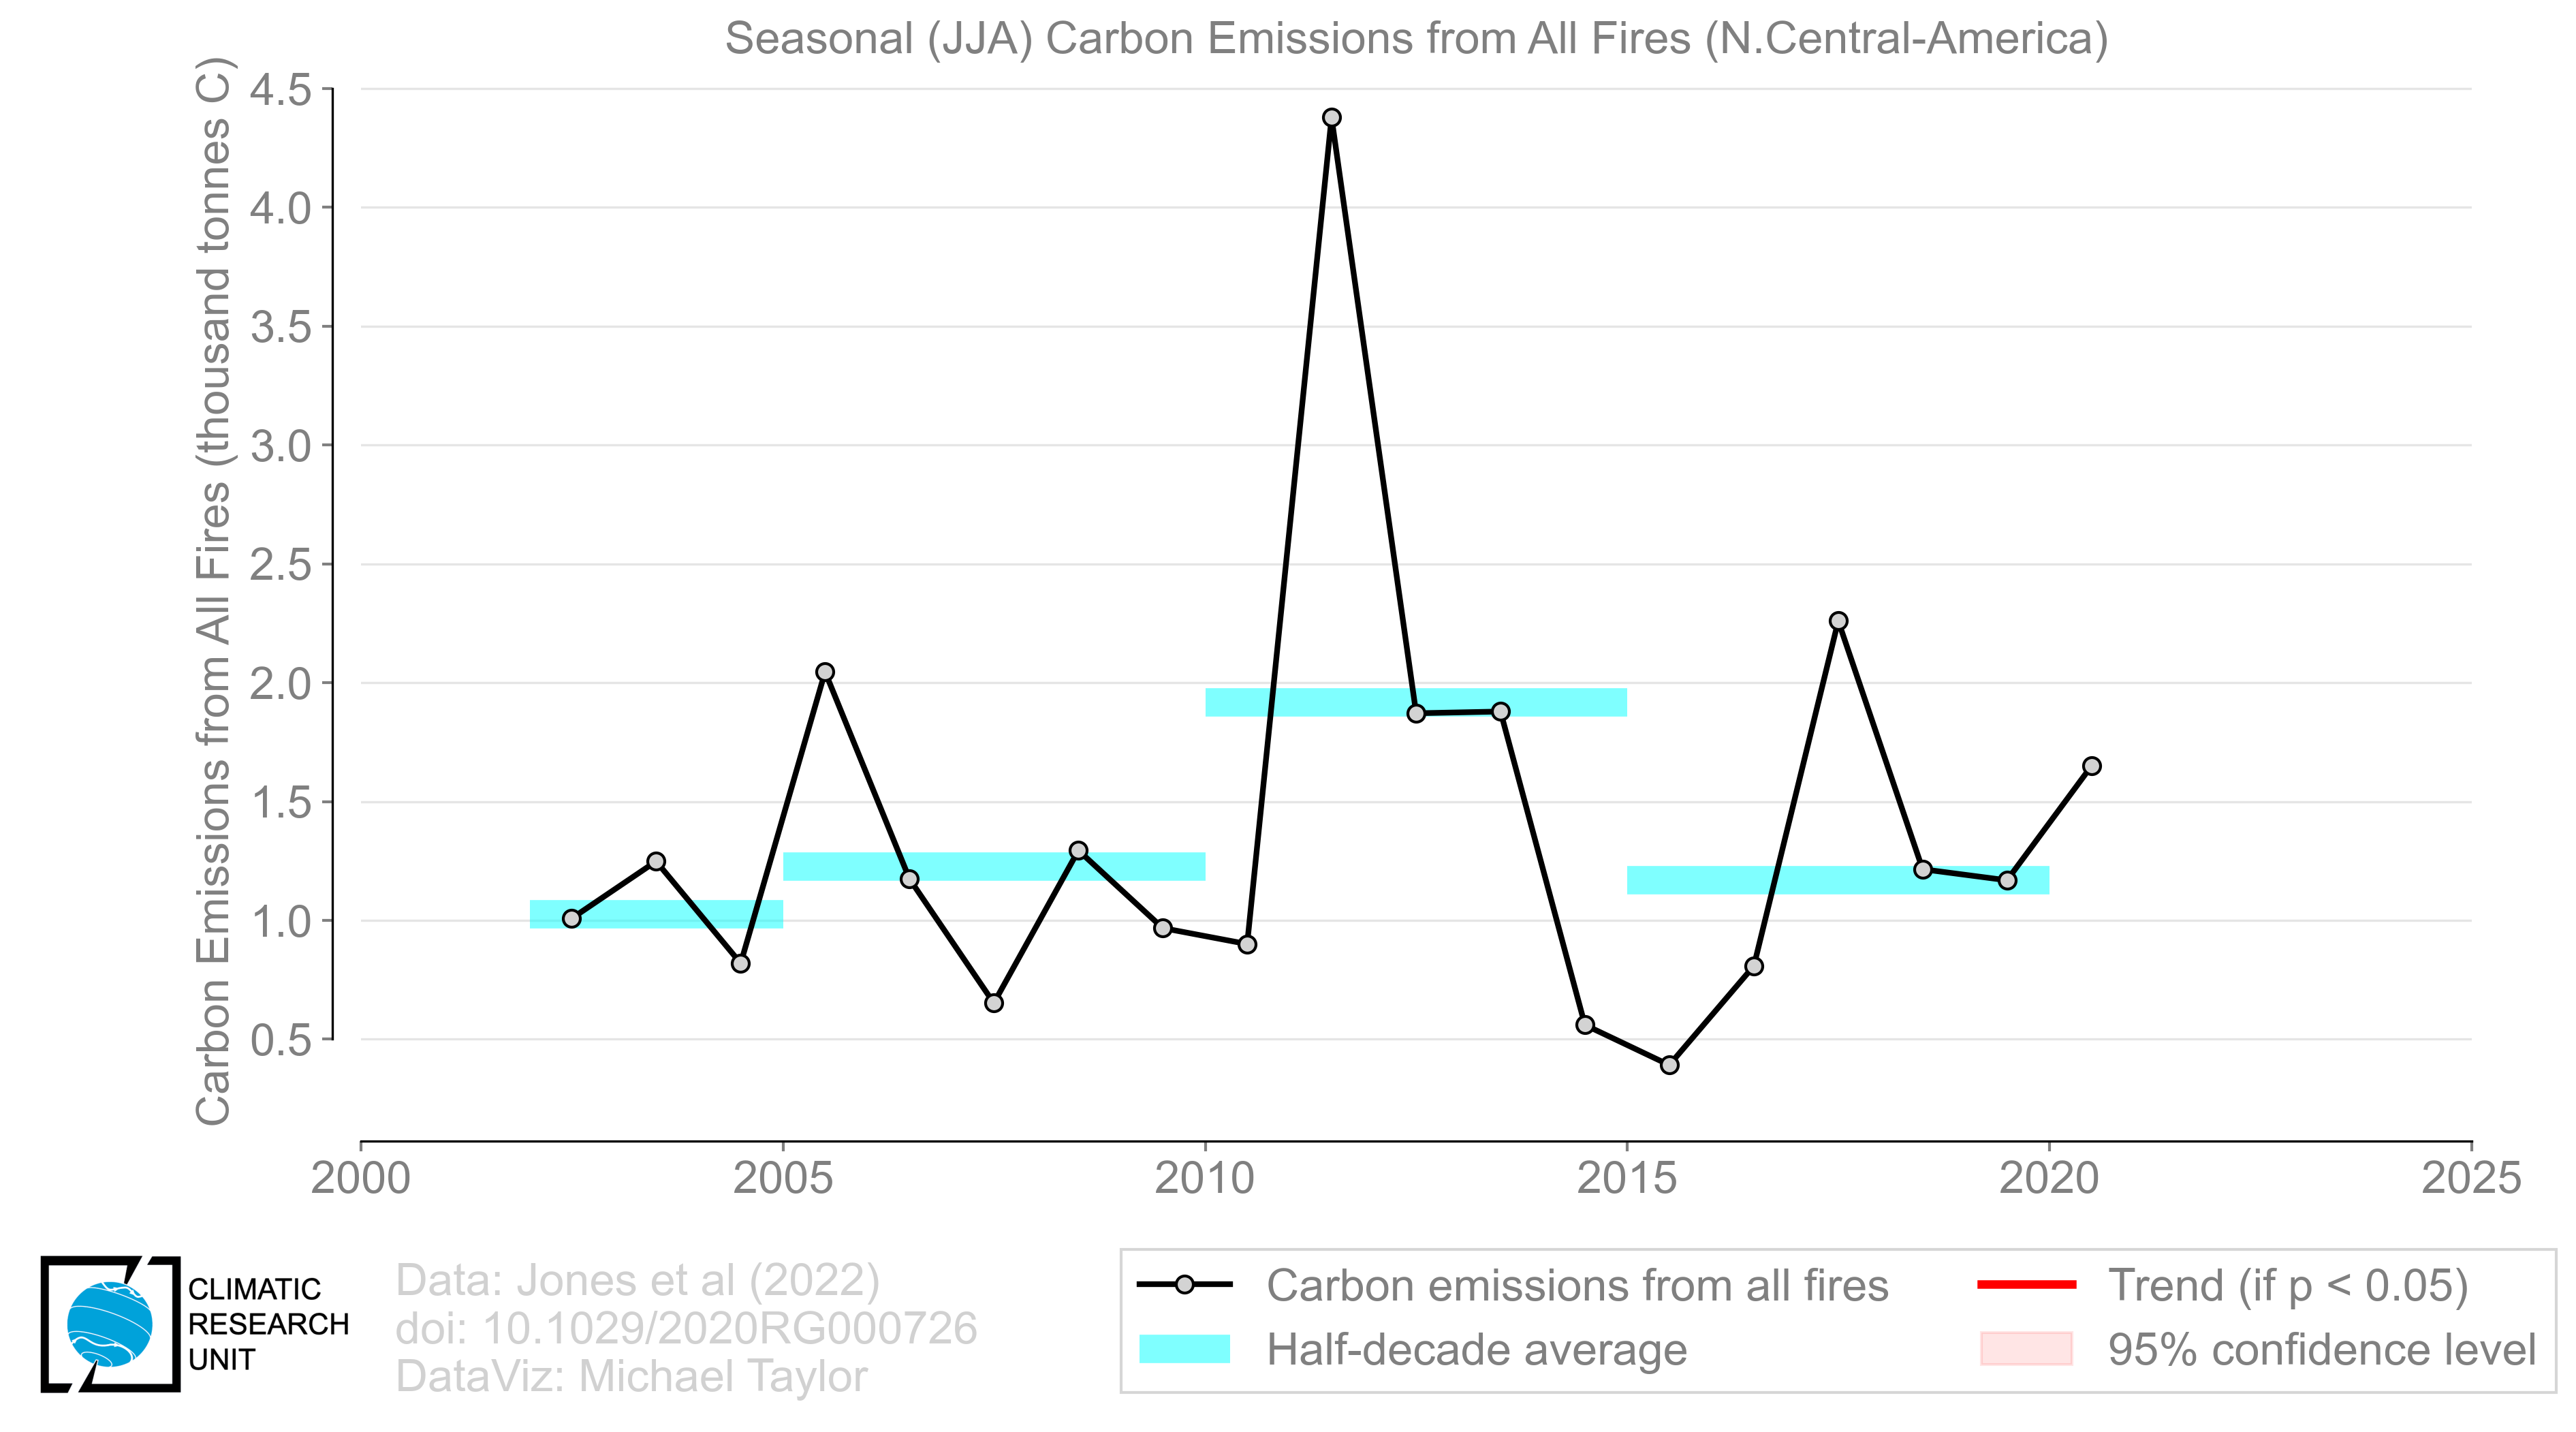 Seasonal (JJA) Carbon Emissions from All Fires (N.Central-America)
Carbon Emissions from All Fires (thousand tonnes C)
4.5
4.0
3.5
3.0
2.5
2.0
1.5
1.0
0.5
2000 2005 2010 2015 2020 2025
CLIMATIC
RESEARCH
UNIT
Data: Jones et al (2022)
doi: 10.1029/2020RG000726
DataViz: Michael Taylor
Carbon emissions from all fires
Half-decade average
Trend (if p < 0.05)
95% confidence level